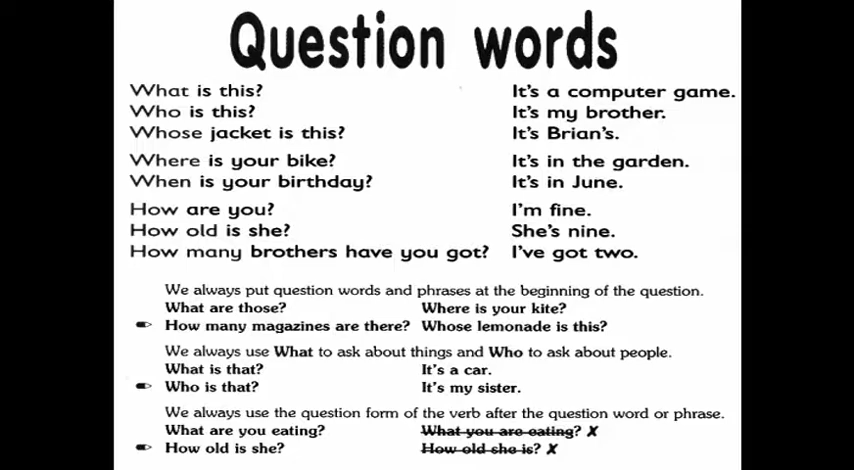 Question words
What is this? It's a computer game.
Who is this? It's my brother.
Whose jacket is this? It's Brian's.
Where is your bike? It's in the garden.
When is your birthday? It's in June.
How are you? I'm fine.
How old is she? She's nine.
How many brothers have you got? I've got two.
We always put question words and phrases at the beginning of the question.
What are those? Where is your kite?
How many magazines are there? Whose lemonade is this?
We always use What to ask about things and Who to ask about people.
What is that? It's a car.
Who is that? It's my sister.
We always use the question form of the verb after the question word or phrase.
What are you eating? What you are eating? ✗
How old is she? How old she is? ✗